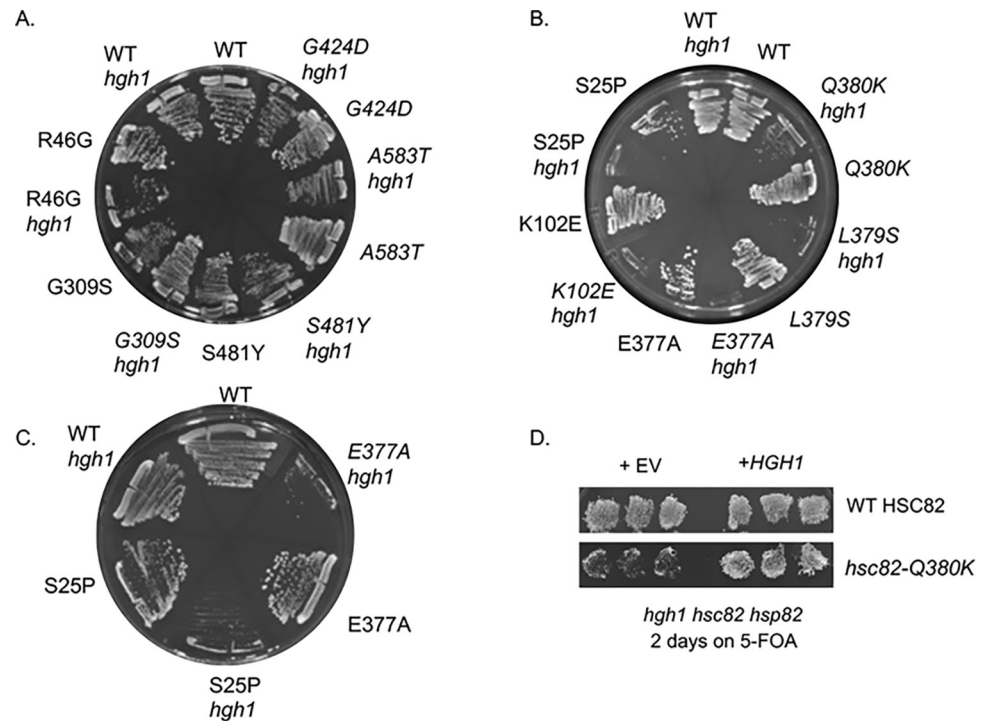 A.
WT
hgh1
WT
G424D
hgh1
G424D
A583T
hgh1
A583T
S481Y
hgh1
S481Y
G309S
hgh1
G309S
R46G
hgh1
R46G
B.
WT
hgh1
WT
Q380K
hgh1
Q380K
L379S
hgh1
L379S
E377A
hgh1
E377A
K102E
hgh1
K102E
S25P
hgh1
S25P
C.
WT
E377A
hgh1
E377A
S25P
hgh1
S25P
WT
hgh1
D.
+ EV
+HGH1
WT HSC82
hsc82-Q380K
hgh1 hsc82 hsp82
2 days on 5-FOA